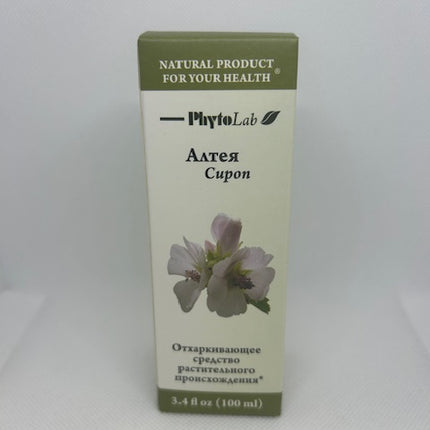 NATURAL PRODUCT
FOR YOUR HEALTH®
PhytoLab
Алтея
Сироп
Отхаркивающее
средство
растительного
происхождения*
3.4 fl oz (100 ml)